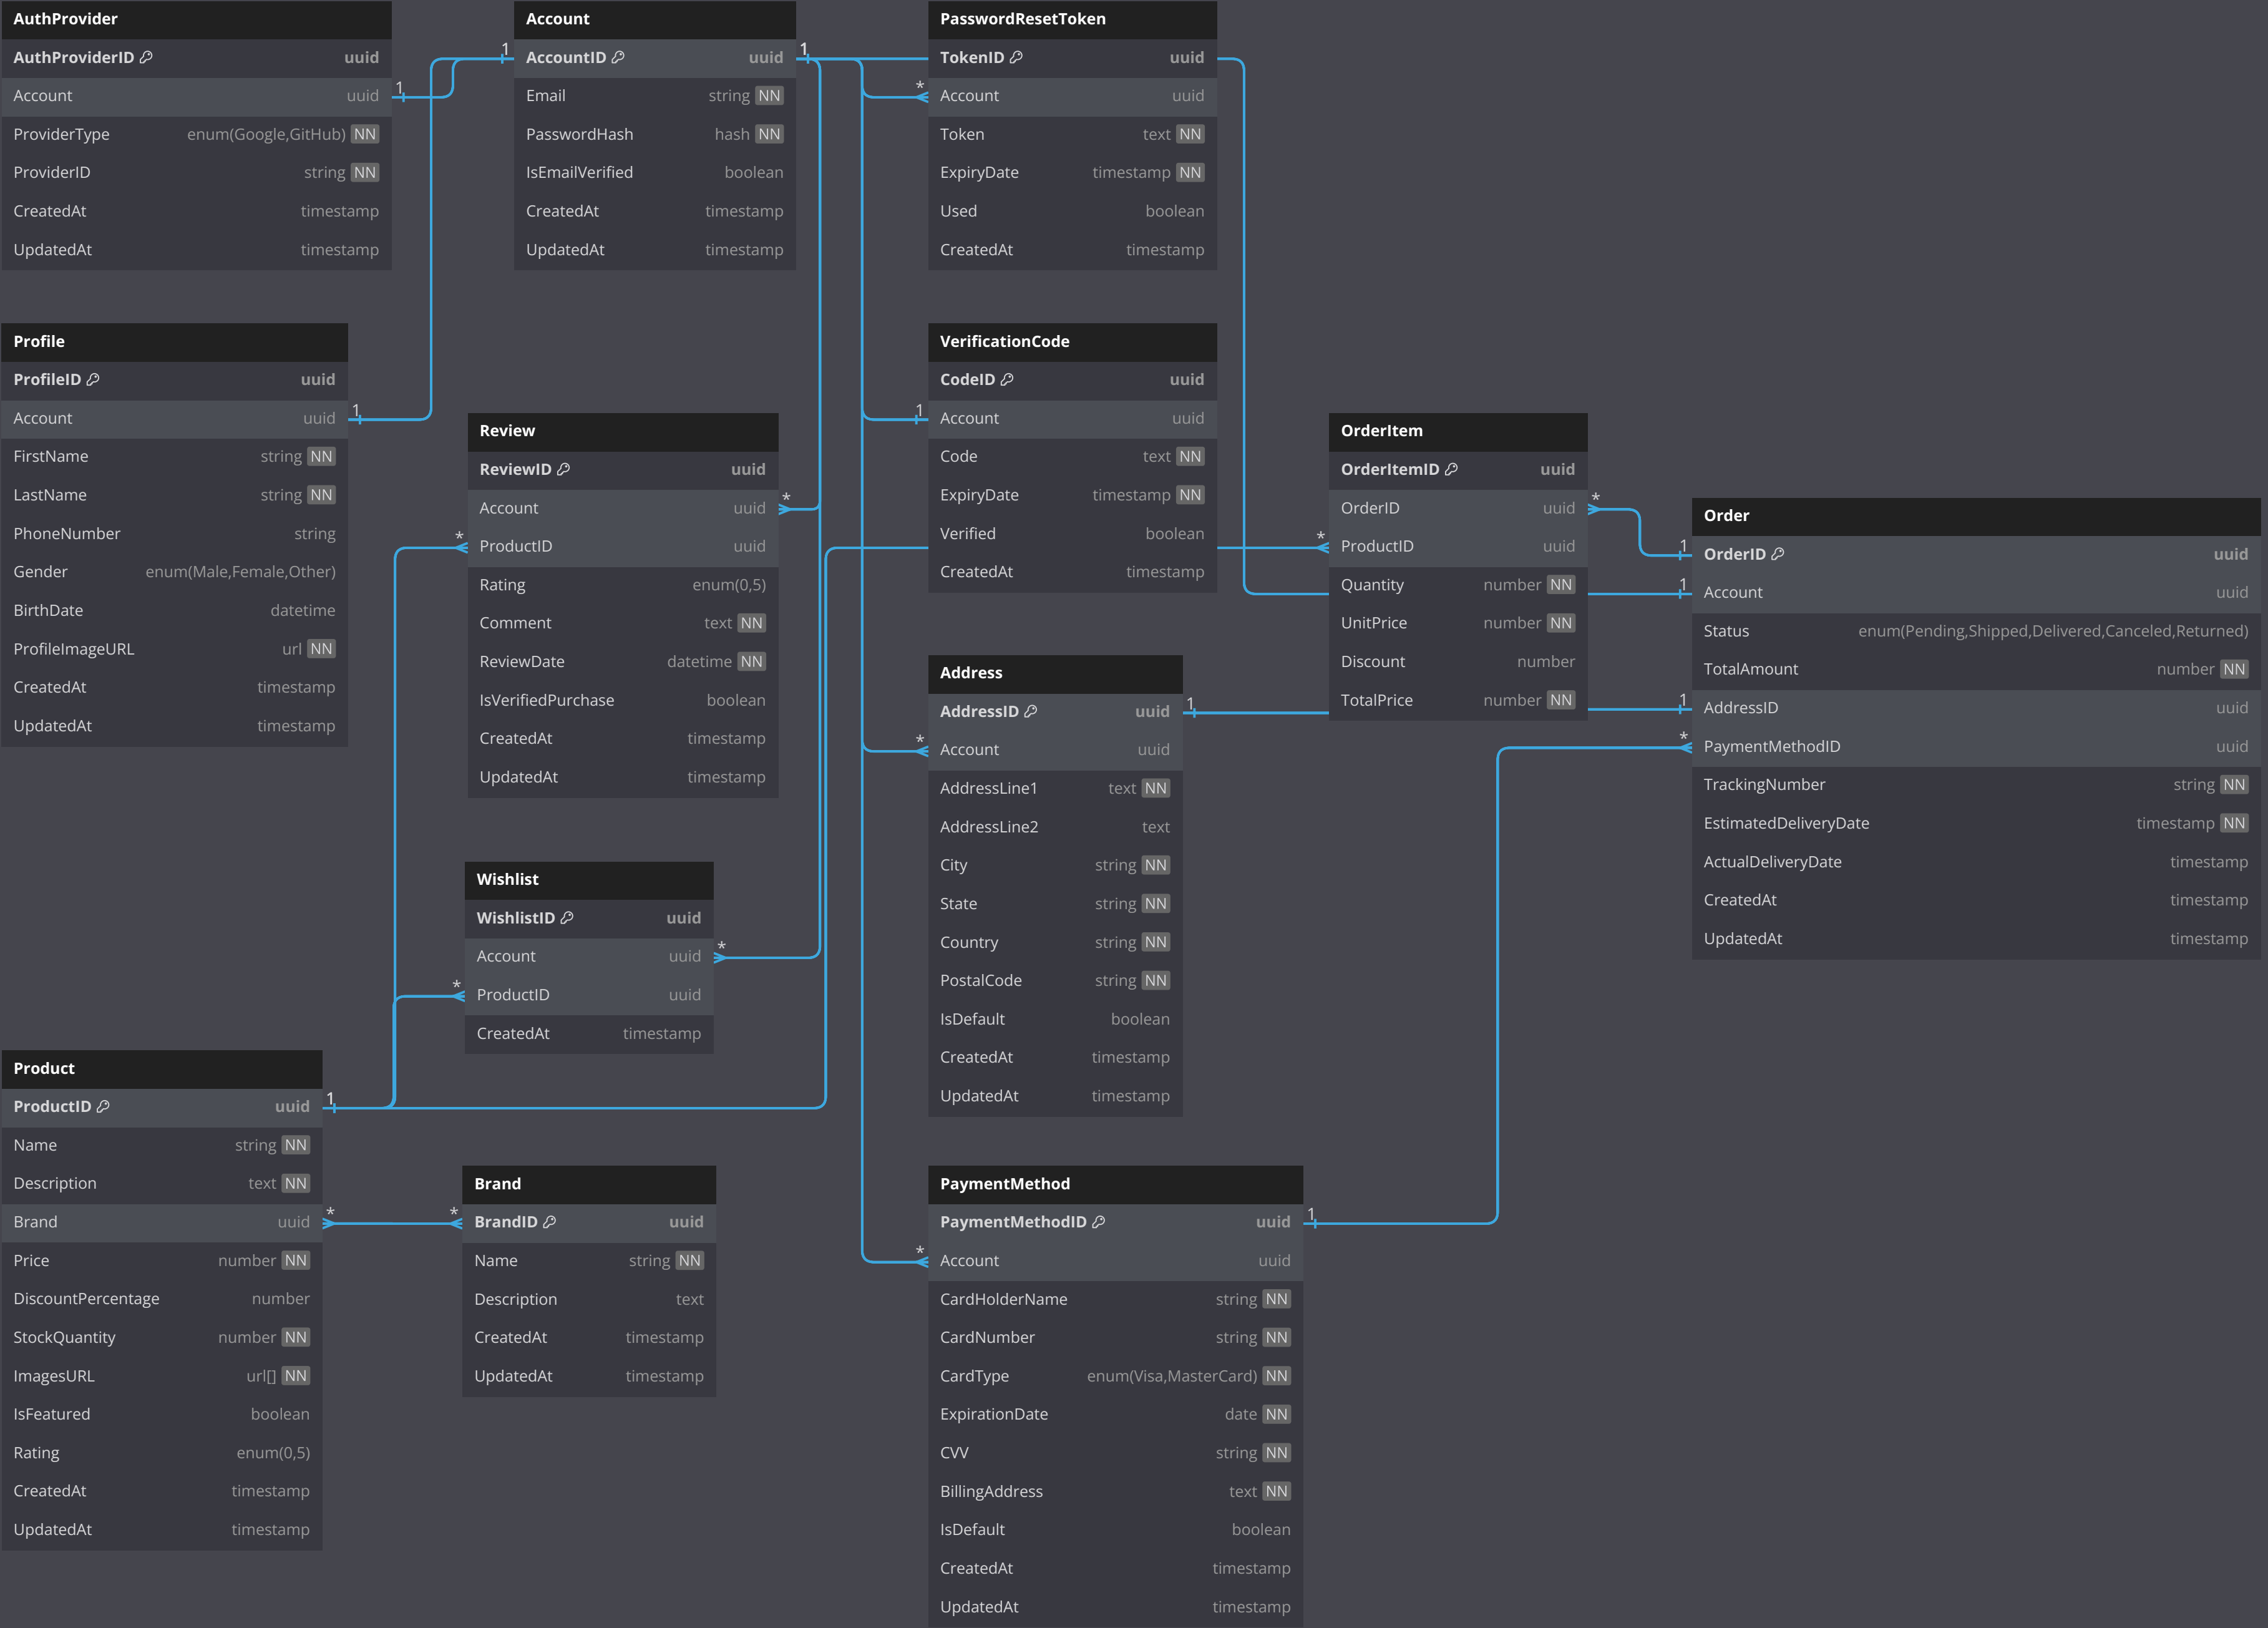 AuthProvider
AuthProviderID uuid
Account uuid
ProviderType enum(Google,GitHub) NN
ProviderID string NN
CreatedAt timestamp
UpdatedAt timestamp
Account
AccountID uuid
Email string NN
PasswordHash hash NN
IsEmailVerified boolean
CreatedAt timestamp
UpdatedAt timestamp
PasswordResetToken
TokenID uuid
Account uuid
Token text NN
ExpiryDate timestamp NN
Used boolean
CreatedAt timestamp
Profile
ProfileID uuid
Account uuid
FirstName string NN
LastName string NN
PhoneNumber string
Gender enum(Male,Female,Other)
BirthDate datetime
ProfileImageURL url NN
CreatedAt timestamp
UpdatedAt timestamp
Review
ReviewID uuid
Account uuid
ProductID uuid
Rating enum(0,5)
Comment text NN
ReviewDate datetime NN
IsVerifiedPurchase boolean
CreatedAt timestamp
UpdatedAt timestamp
VerificationCode
CodeID uuid
Account uuid
Code text NN
ExpiryDate timestamp NN
Verified boolean
CreatedAt timestamp
OrderItem
OrderItemID uuid
OrderID uuid
ProductID uuid
Quantity number NN
UnitPrice number NN
Discount number
TotalPrice number NN
Order
OrderID uuid
Account uuid
Status enum(Pending,Shipped,Delivered,Canceled,Returned)
TotalAmount number NN
AddressID uuid
PaymentMethodID uuid
TrackingNumber string NN
EstimatedDeliveryDate timestamp NN
ActualDeliveryDate timestamp
CreatedAt timestamp
UpdatedAt timestamp
Address
AddressID uuid
Account uuid
AddressLine1 text NN
AddressLine2 text
City string NN
State string NN
Country string NN
PostalCode string NN
IsDefault boolean
CreatedAt timestamp
UpdatedAt timestamp
Wishlist
WishlistID uuid
Account uuid
ProductID uuid
CreatedAt timestamp
Product
ProductID uuid
Name string NN
Description text NN
Brand uuid
Price number NN
DiscountPercentage number
StockQuantity number NN
ImagesURL url[] NN
IsFeatured boolean
Rating enum(0,5)
CreatedAt timestamp
UpdatedAt timestamp
Brand
BrandID uuid
Name string NN
Description text
CreatedAt timestamp
UpdatedAt timestamp
PaymentMethod
PaymentMethodID uuid
Account uuid
CardHolderName string NN
CardNumber string NN
CardType enum(Visa,MasterCard) NN
ExpirationDate date NN
CVV string NN
BillingAddress text NN
IsDefault boolean
CreatedAt timestamp
UpdatedAt timestamp
1
1
1
*
1
1
*
*
*
*
1
1
1
1
*
*
*
*
1
*
*
1
*